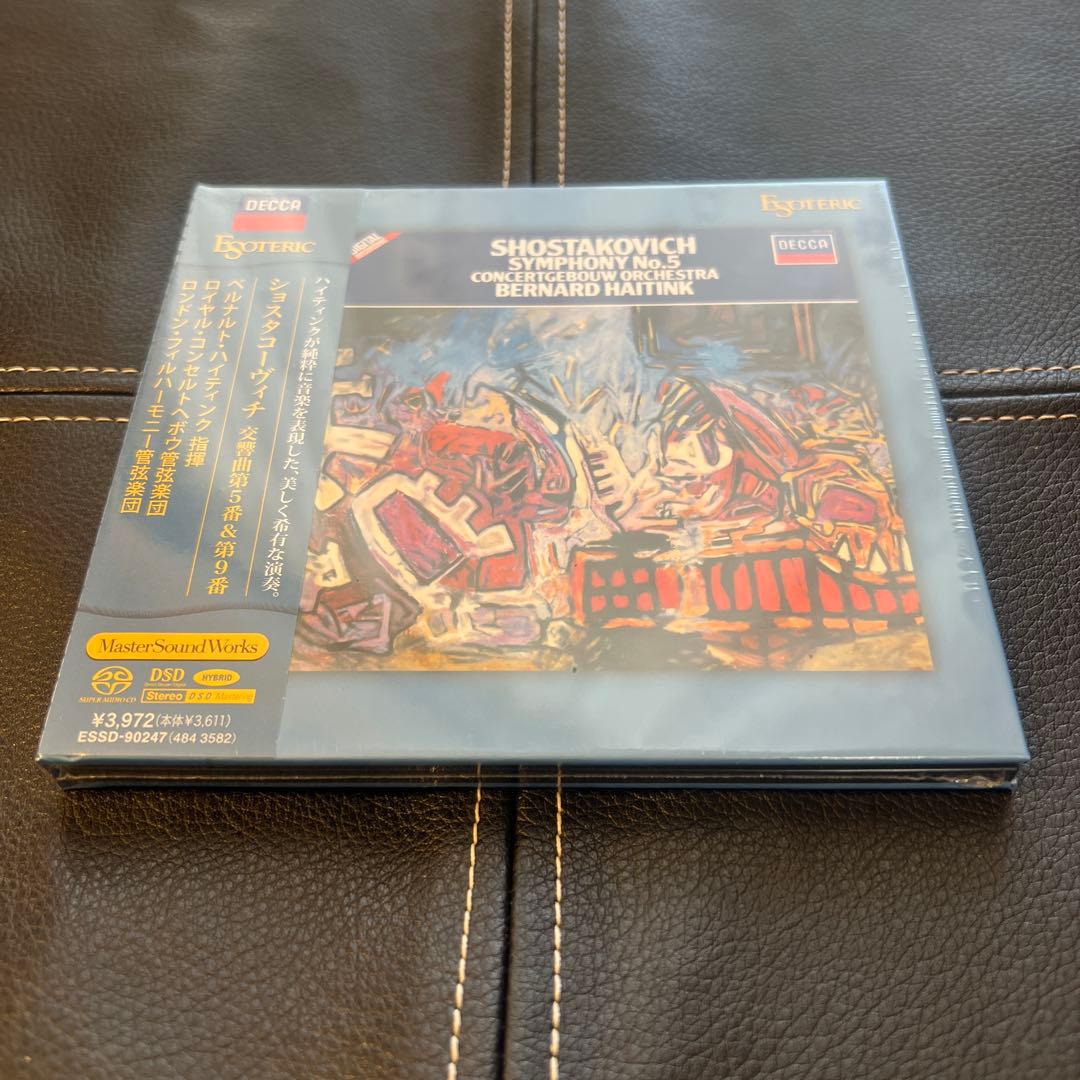 DECCA
ESOTERIC
ハイティンクが純粋に音楽を表現した、美しく希有な演奏。
ショスタコーヴィチ 交響曲第5番&第9番
ベルナルト・ハイティンク 指揮
ロイヤル・コンセルトヘボウ管弦楽団
ロンドン・フィルハーモニー管弦楽団
MasterSoundWorks
SUPER AUDIO CD
DSD
HYBRID
Stereo
DSD Mastering
¥3,972(本体¥3,611)
ESSD-90247(484 3582)
ESOTERIC
DIGITAL
SHOSTAKOVICH
SYMPHONY No.5
CONCERTGEBOUW ORCHESTRA
BERNARD HAITINK
DECCA